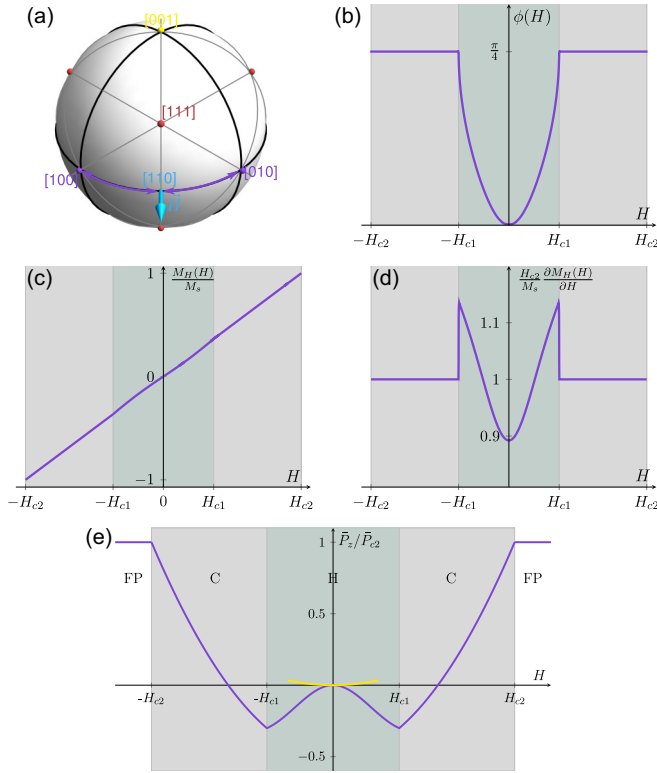 (a)
[001]
[111]
[100]
[110]
[010]
(b)
ϕ(H)
π/4
H
−H_{c2} −H_{c1} H_{c1} H_{c2}
(c)
M_H(H)/M_s
1
0
−1
H
−H_{c2} −H_{c1} 0 H_{c1} H_{c2}
(d)
H_{c2}/M_s ∂M_H(H)/∂H
1.1
1
0.9
H
−H_{c2} −H_{c1} H_{c1} H_{c2}
(e)
P̄_z/P̄_{c2}
1
FP C H C FP
0.5
H
-H_{c2} -H_{c1} H_{c1} H_{c2}
−0.5